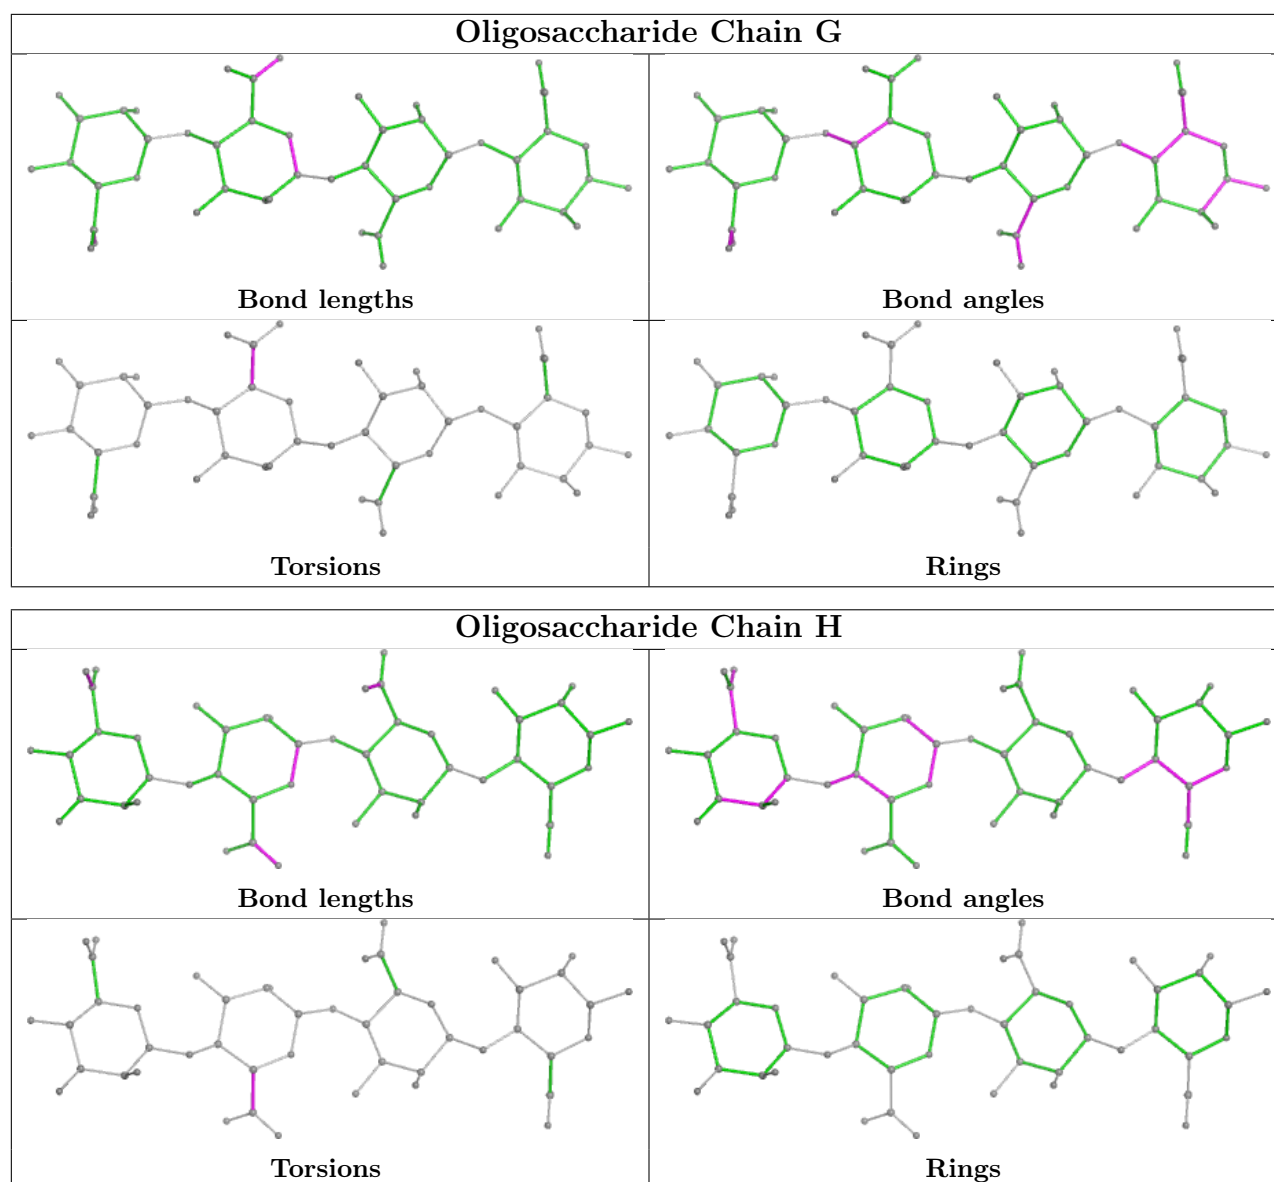 Oligosaccharide Chain G
Bond lengths
Bond angles
Torsions
Rings
Oligosaccharide Chain H
Bond lengths
Bond angles
Torsions
Rings